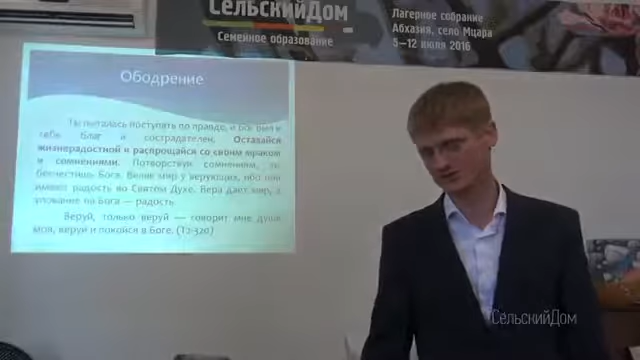 СельскийДом
Семейное образование
Лагерное собрание
Абхазия, село Мцара
5–12 июня 2016
Ободрение
Ты пыталась поступать по правде, и Бог был к
тебе благ и сострадателен. Оставайся
жизнерадостной и распрощайся со своим мраком
и сомнениями. Потворствуя сомнениям, ты
бесчестишь Бога. Велик мир у верующих, ибо они
имеют радость во Святом Духе. Вера дает мир, а
упование на Бога — радость.
Веруй, только веруй — говорит мне душа
моя, веруй и покойся в Боге. (Т2-320)
СельскийДом